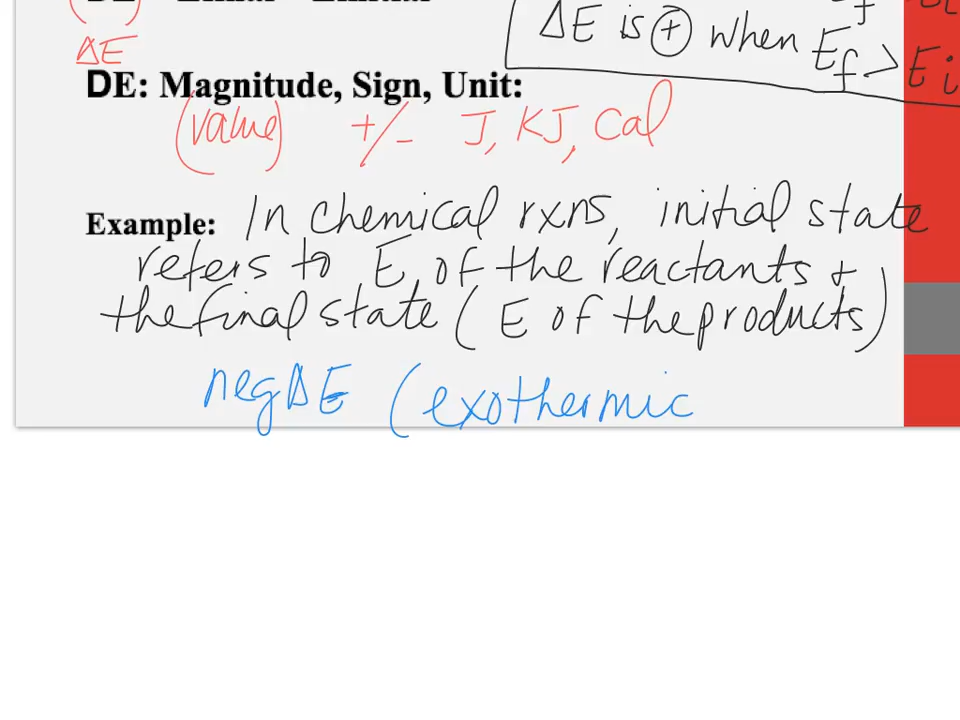 ΔE is ⊕ when Ef > Ei
ΔE
DE: Magnitude, Sign, Unit:
(value) +/- J, KJ, Cal
Example: In chemical rxns, initial state
refers to E of the reactants +
the final state (E of the products)
neg ΔE (exothermic